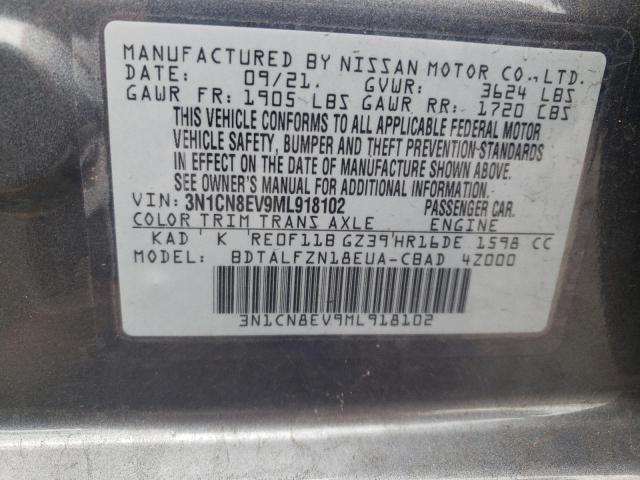 MANUFACTURED BY NISSAN MOTOR CO., LTD.
DATE: 09/21. GVWR: 3624 LBS
GAWR FR: 1905 LBS GAWR RR: 1720 LBS
THIS VEHICLE CONFORMS TO ALL APPLICABLE FEDERAL MOTOR
VEHICLE SAFETY, BUMPER AND THEFT PREVENTION STANDARDS
IN EFFECT ON THE DATE OF MANUFACTURE SHOWN ABOVE.
SEE OWNER'S MANUAL FOR ADDITIONAL INFORMATION.
VIN: 3N1CN8EV9ML918102 PASSENGER CAR.
COLOR TRIM TRANS AXLE ENGINE
KAD K RE0F11B GZ39 HR16DE 1598 CC
MODEL: BDTALFZN18EUA-CBAD 4Z000
3N1CN8EV9ML918102